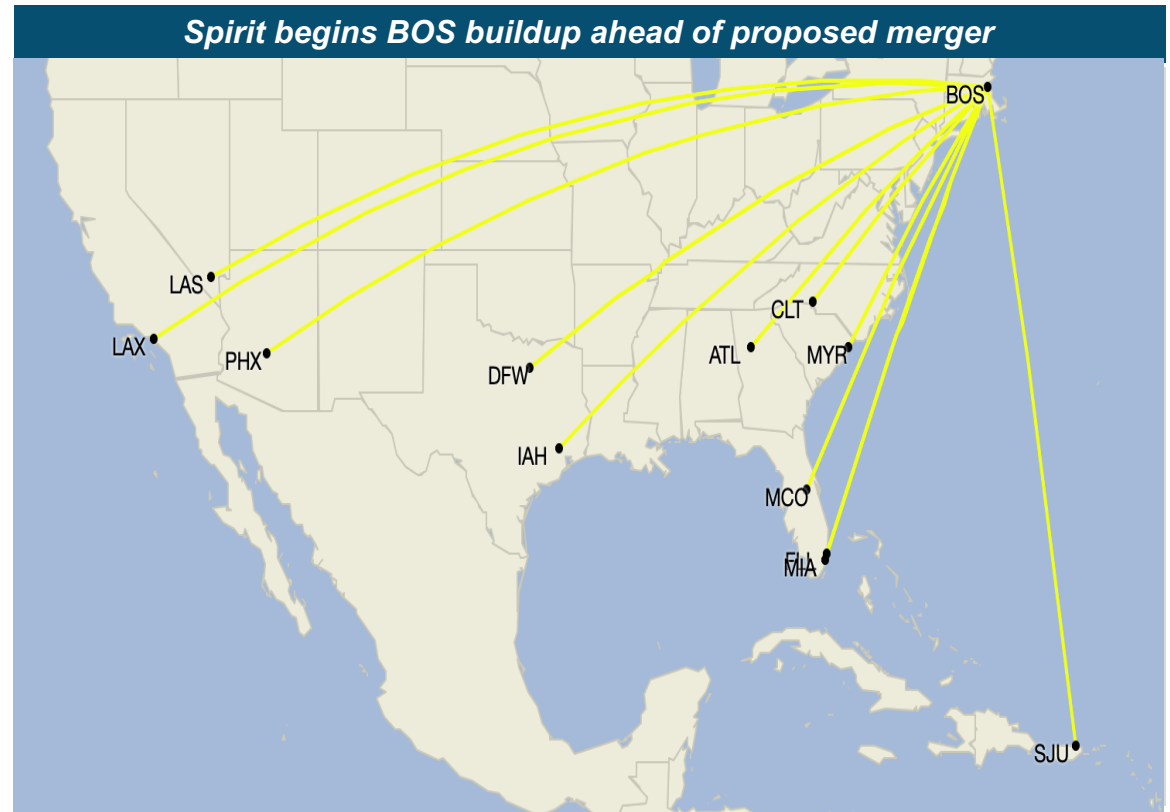 Spirit begins BOS buildup ahead of proposed merger
BOS
LAS
LAX
PHX
DFW
IAH
ATL
CLT
MYR
MCO
MIA
SJU